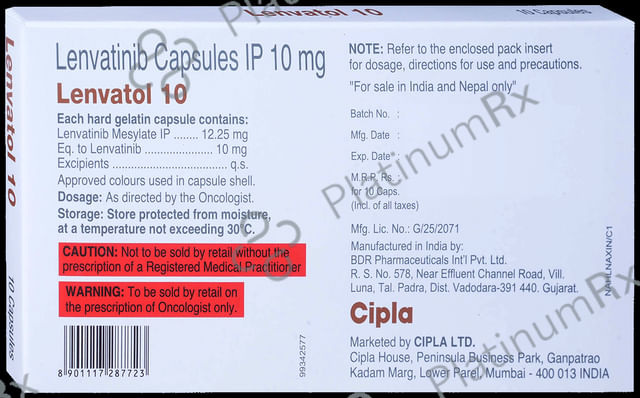 Lenvatol 10
10 Capsules
Lenvatol 10
10 Capsules
Lenvatinib Capsules IP 10 mg
Lenvatol 10
Each hard gelatin capsule contains:
Lenvatinib Mesylate IP ........ 12.25 mg
Eq. to Lenvatinib .................. 10 mg
Excipients ................................ q.s.
Approved colours used in capsule shell.
Dosage: As directed by the Oncologist.
Storage: Store protected from moisture,
at a temperature not exceeding 30°C.
CAUTION: Not to be sold by retail without the
prescription of a Registered Medical Practitioner
WARNING: To be sold by retail on
the prescription of Oncologist only.
8 901117 287723
99342577
NOTE: Refer to the enclosed pack insert
for dosage, directions for use and precautions.
"For sale in India and Nepal only"
Batch No. :
Mfg. Date :
Exp. Date* :
M.R.P. Rs. :
for 10 Caps.
(Incl. of all taxes)
Mfg. Lic. No.: G/25/2071
Manufactured in India by:
BDR Pharmaceuticals Int'l Pvt. Ltd.
R. S. No. 578, Near Effluent Channel Road, Vill.
Luna, Tal. Padra, Dist. Vadodara-391 440. Gujarat.
NAHLNAXIN/C1
Cipla
Marketed by CIPLA LTD.
Cipla House, Peninsula Business Park, Ganpatrao
Kadam Marg, Lower Parel, Mumbai - 400 013 INDIA
PlatinumRx
PlatinumRx
PlatinumRx
PlatinumRx